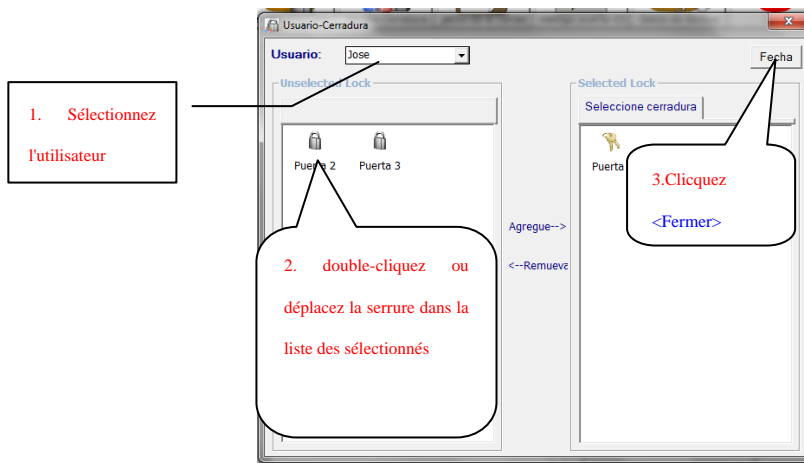 Usuario-Cerradura
Usuario:
Jose
Fecha
Unselected Lock
Selected Lock
Seleccione cerradura
1. Sélectionnez
l'utilisateur
Puerta 2
Puerta 3
Puerta
3.Clicquez
<Fermer>
Agregue-->
<--Remueva
2. double-cliquez ou
déplacez la serrure dans la
liste des sélectionnés